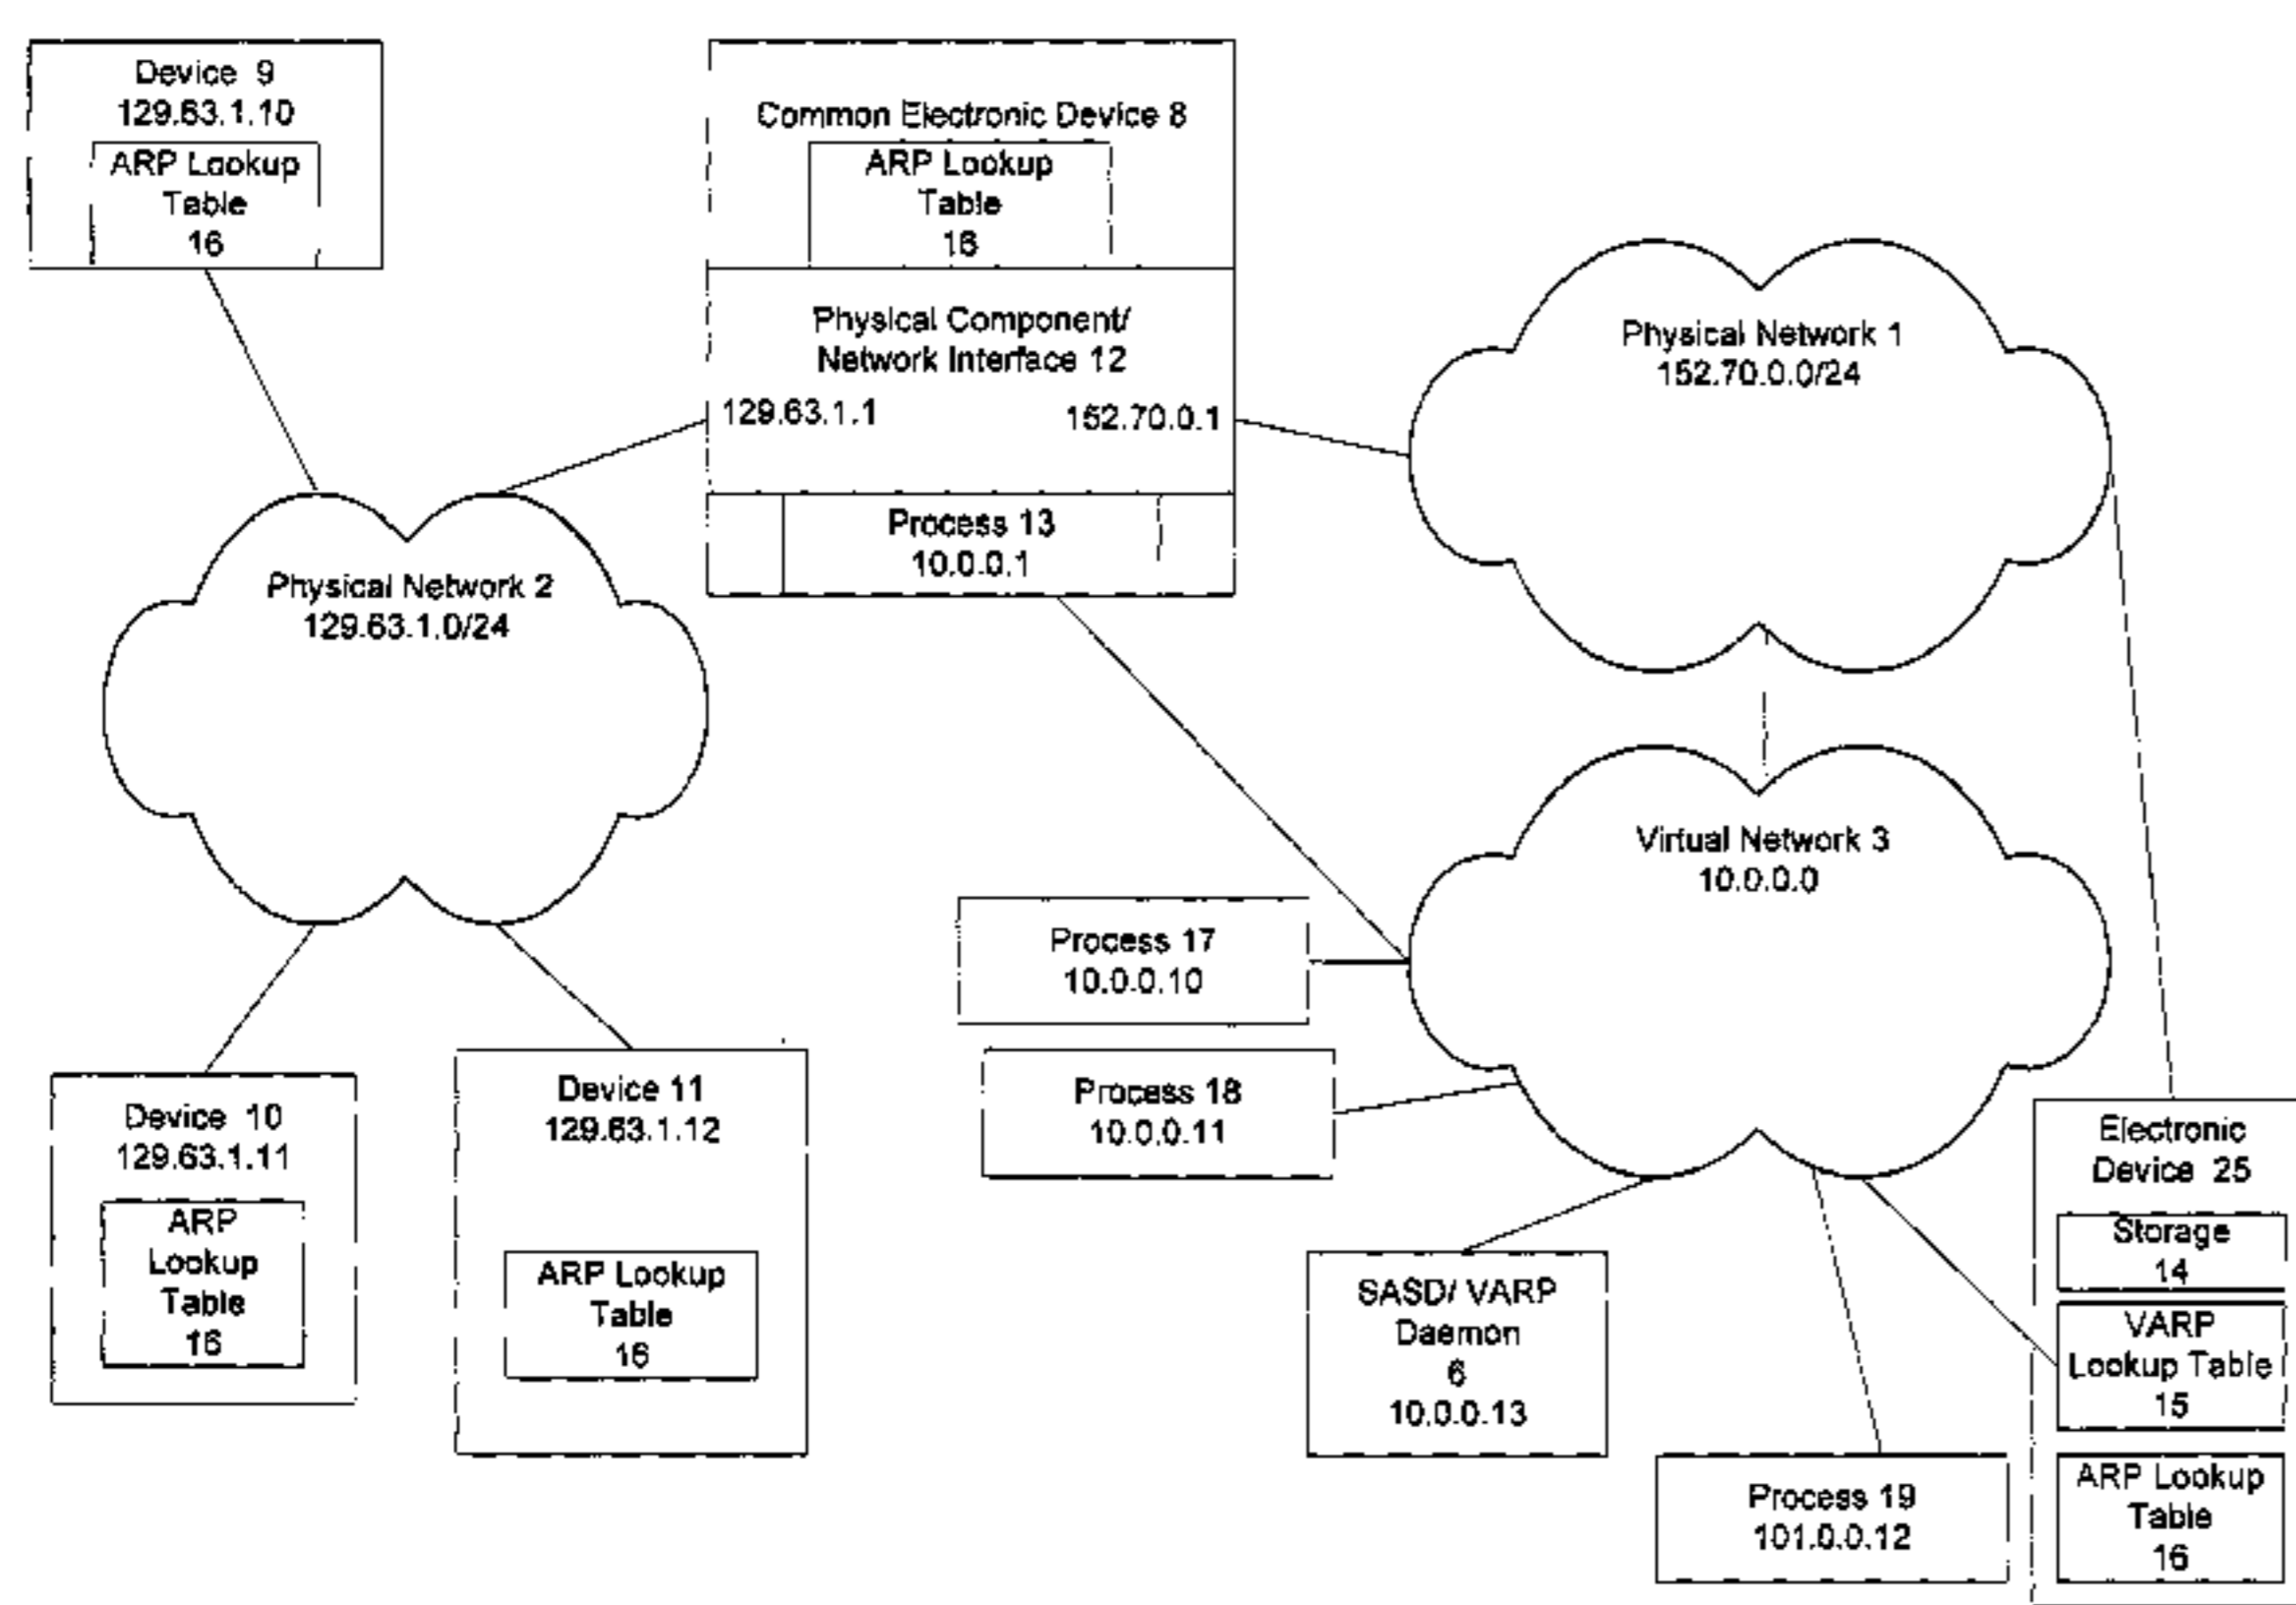 Device 9
129.63.1.10
ARP Lookup
Table
16
Common Electronic Device 8
ARP Lookup
Table
16
Physical Component/
Network Interface 12
129.63.1.1
152.70.0.1
Process 13
10.0.0.1
Physical Network 1
152.70.0.0/24
Physical Network 2
129.63.1.0/24
Virtual Network 3
10.0.0.0
Process 17
10.0.0.10
Process 18
10.0.0.11
Device 10
129.63.1.11
ARP
Lookup
Table
16
Device 11
129.63.1.12
ARP Lookup
Table
16
SASD/ VARP
Daemon
6
10.0.0.13
Process 19
101.0.0.12
Electronic
Device 25
Storage
14
VARP
Lookup Table
15
ARP Lookup
Table
16